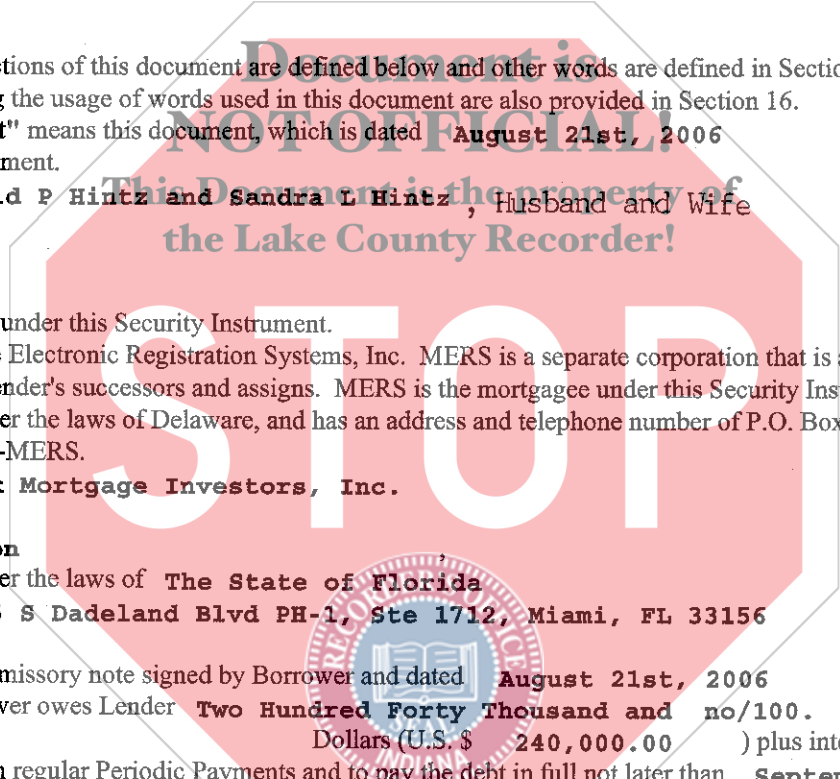 Document is
tions of this document are defined below and other words are defined in Sectio
g the usage of words used in this document are also provided in Section 16.
NOT OFFICIAL!
t" means this document, which is dated August 21st, 2006
ment.
This Document is the property of
d P Hintz and Sandra L Hintz , Husband and Wife
the Lake County Recorder!
under this Security Instrument.
Electronic Registration Systems, Inc. MERS is a separate corporation that is a
ender's successors and assigns. MERS is the mortgagee under this Security Inst
er the laws of Delaware, and has an address and telephone number of P.O. Box
-MERS.
STOP
t Mortgage Investors, Inc.
on ,
er the laws of The State of Florida
S Dadeland Blvd PH-1, Ste 1712, Miami, FL 33156
missory note signed by Borrower and dated August 21st, 2006
ver owes Lender Two Hundred Forty Thousand and no/100.
Dollars (U.S. $ 240,000.00 ) plus inte
n regular Periodic Payments and to pay the debt in full not later than Septe
RECORDER'S OFFICE
SEAL
INDIANA